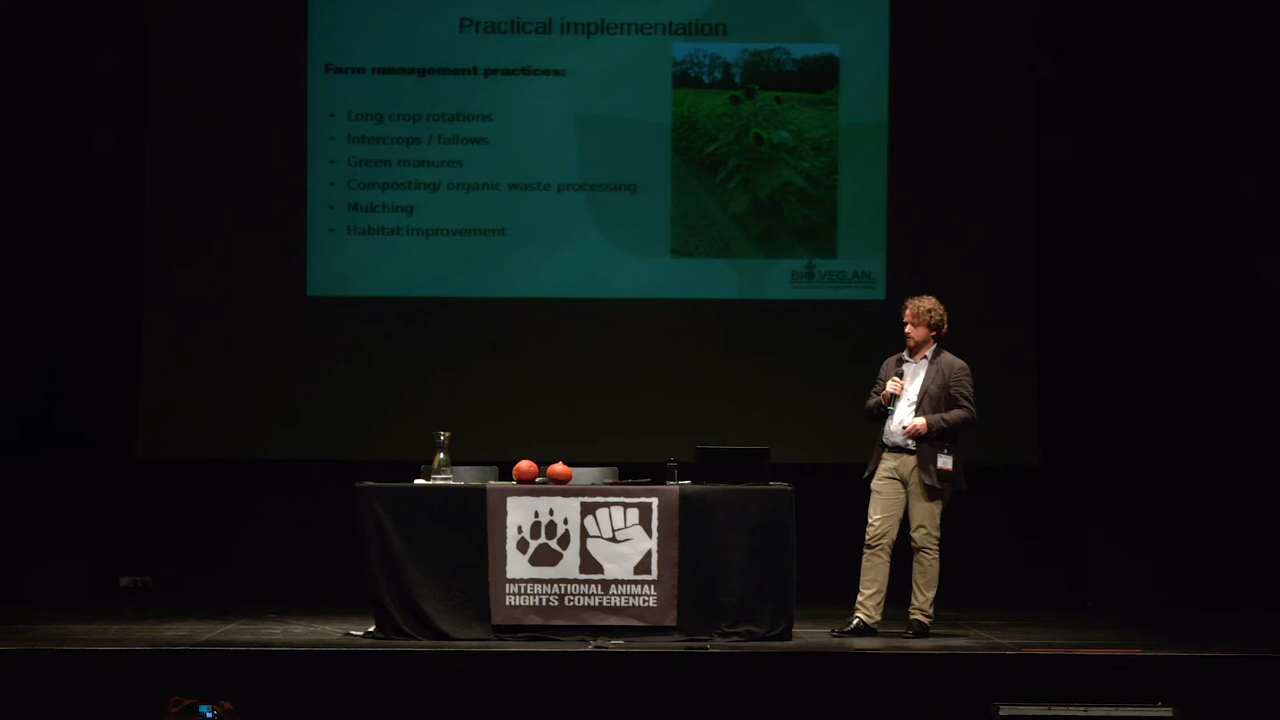 Practical implementation
Farm management practices:
• Long crop rotations
• Intercrops / fallows
• Green manures
• Composting/ organic waste processing
• Mulching
• Habitat improvement
BIO.VEG.AN.
INTERNATIONAL ANIMAL
RIGHTS CONFERENCE